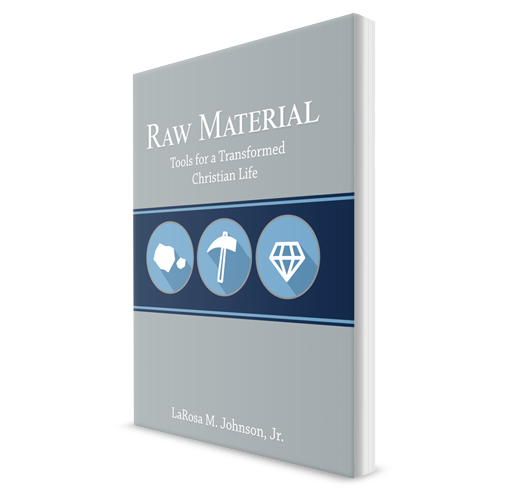 RAW MATERIAL
Tools for a Transformed
Christian Life
LaRosa M. Johnson, Jr.